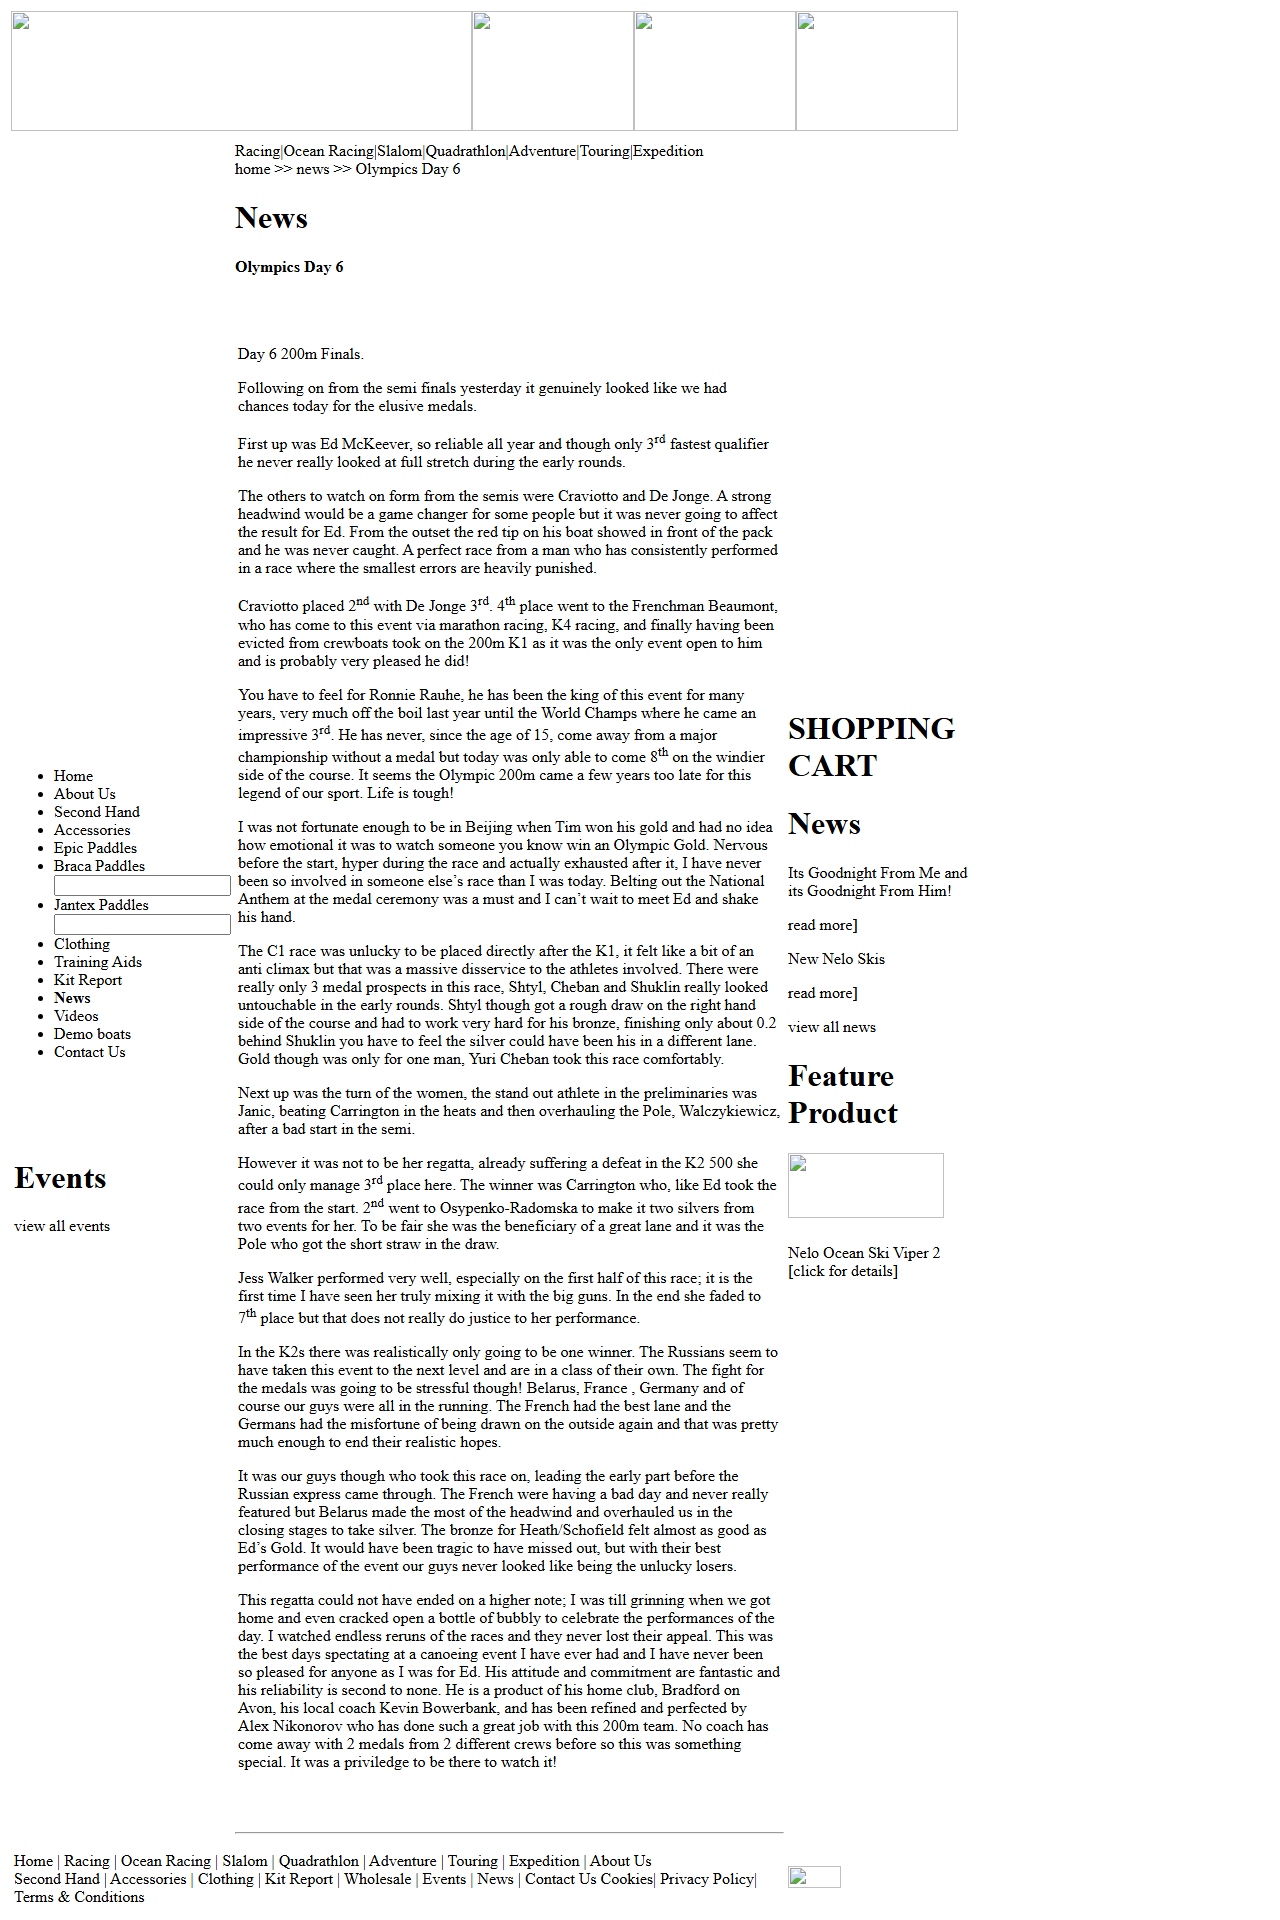 Racing|Ocean Racing|Slalom|Quadrathlon|Adventure|Touring|Expedition
home >> news >> Olympics Day 6
News
Olympics Day 6
Day 6 200m Finals.
Following on from the semi finals yesterday it genuinely looked like we had
chances today for the elusive medals.
First up was Ed McKeever, so reliable all year and though only 3rd fastest qualifier
he never really looked at full stretch during the early rounds.
The others to watch on form from the semis were Craviotto and De Jonge. A strong
headwind would be a game changer for some people but it was never going to affect
the result for Ed. From the outset the red tip on his boat showed in front of the pack
and he was never caught. A perfect race from a man who has consistently performed
in a race where the smallest errors are heavily punished.
Craviotto placed 2nd with De Jonge 3rd. 4th place went to the Frenchman Beaumont,
who has come to this event via marathon racing, K4 racing, and finally having been
evicted from crewboats took on the 200m K1 as it was the only event open to him
and is probably very pleased he did!
You have to feel for Ronnie Rauhe, he has been the king of this event for many
years, very much off the boil last year until the World Champs where he came an
impressive 3rd. He has never, since the age of 15, come away from a major
championship without a medal but today was only able to come 8th on the windier
side of the course. It seems the Olympic 200m came a few years too late for this
legend of our sport. Life is tough!
I was not fortunate enough to be in Beijing when Tim won his gold and had no idea
how emotional it was to watch someone you know win an Olympic Gold. Nervous
before the start, hyper during the race and actually exhausted after it, I have never
been so involved in someone else’s race than I was today. Belting out the National
Anthem at the medal ceremony was a must and I can’t wait to meet Ed and shake
his hand.
The C1 race was unlucky to be placed directly after the K1, it felt like a bit of an
anti climax but that was a massive disservice to the athletes involved. There were
really only 3 medal prospects in this race, Shtyl, Cheban and Shuklin really looked
untouchable in the early rounds. Shtyl though got a rough draw on the right hand
side of the course and had to work very hard for his bronze, finishing only about 0.2
behind Shuklin you have to feel the silver could have been his in a different lane.
Gold though was only for one man, Yuri Cheban took this race comfortably.
Next up was the turn of the women, the stand out athlete in the preliminaries was
Janic, beating Carrington in the heats and then overhauling the Pole, Walczykiewicz,
after a bad start in the semi.
However it was not to be her regatta, already suffering a defeat in the K2 500 she
could only manage 3rd place here. The winner was Carrington who, like Ed took the
race from the start. 2nd went to Osypenko-Radomska to make it two silvers from
two events for her. To be fair she was the beneficiary of a great lane and it was the
Pole who got the short straw in the draw.
Jess Walker performed very well, especially on the first half of this race; it is the
first time I have seen her truly mixing it with the big guns. In the end she faded to
7th place but that does not really do justice to her performance.
In the K2s there was realistically only going to be one winner. The Russians seem to
have taken this event to the next level and are in a class of their own. The fight for
the medals was going to be stressful though! Belarus, France , Germany and of
course our guys were all in the running. The French had the best lane and the
Germans had the misfortune of being drawn on the outside again and that was pretty
much enough to end their realistic hopes.
It was our guys though who took this race on, leading the early part before the
Russian express came through. The French were having a bad day and never really
featured but Belarus made the most of the headwind and overhauled us in the
closing stages to take silver. The bronze for Heath/Schofield felt almost as good as
Ed’s Gold. It would have been tragic to have missed out, but with their best
performance of the event our guys never looked like being the unlucky losers.
This regatta could not have ended on a higher note; I was till grinning when we got
home and even cracked open a bottle of bubbly to celebrate the performances of the
day. I watched endless reruns of the races and they never lost their appeal. This was
the best days spectating at a canoeing event I have ever had and I have never been
so pleased for anyone as I was for Ed. His attitude and commitment are fantastic and
his reliability is second to none. He is a product of his home club, Bradford on
Avon, his local coach Kevin Bowerbank, and has been refined and perfected by
Alex Nikonorov who has done such a great job with this 200m team. No coach has
come away with 2 medals from 2 different crews before so this was something
special. It was a priviledge to be there to watch it!
Home
About Us
Second Hand
Accessories
Epic Paddles
Braca Paddles
Jantex Paddles
Clothing
Training Aids
Kit Report
News
Videos
Demo boats
Contact Us
Events
view all events
SHOPPING
CART
News
Its Goodnight From Me and
its Goodnight From Him!
read more]
New Nelo Skis
read more]
view all news
Feature
Product
Nelo Ocean Ski Viper 2
[click for details]
Home | Racing | Ocean Racing | Slalom | Quadrathlon | Adventure | Touring | Expedition | About Us
Second Hand | Accessories | Clothing | Kit Report | Wholesale | Events | News | Contact Us Cookies| Privacy Policy|
Terms & Conditions